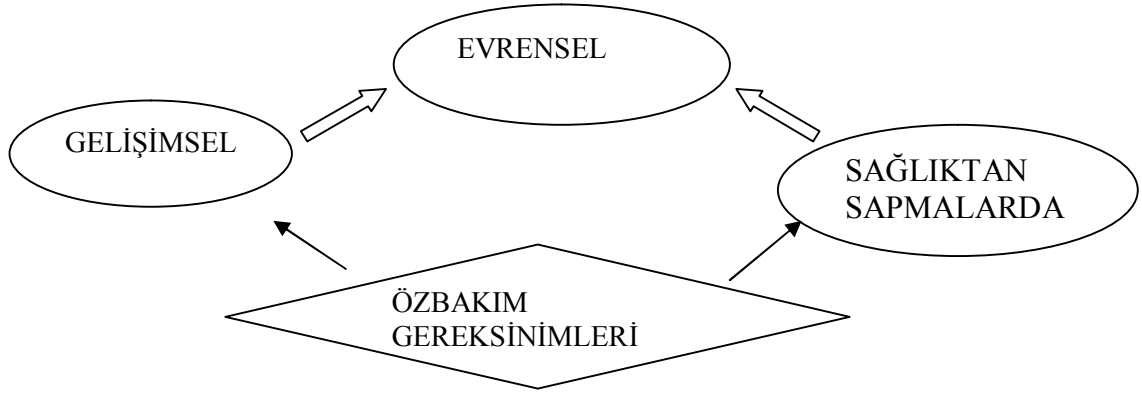 EVRENSEL
GELİŞİMSEL
SAĞLIKTAN
SAPMALARDA
ÖZBAKIM
GEREKSİNİMLERİ